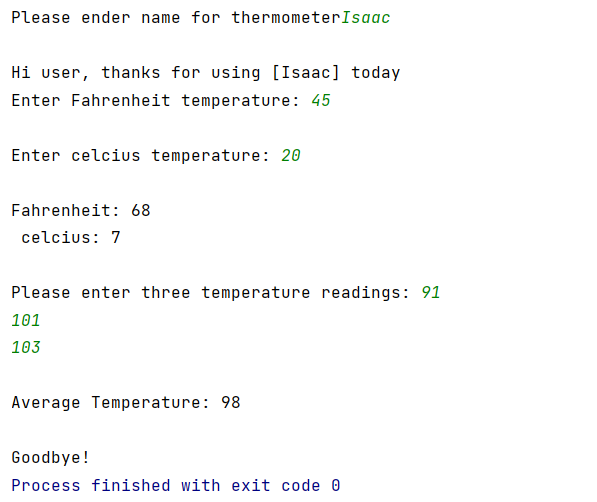 Please ender name for thermometerIsaac
Hi user, thanks for using [Isaac] today
Enter Fahrenheit temperature: 45
Enter celcius temperature: 20
Fahrenheit: 68
celcius: 7
Please enter three temperature readings: 91
101
103
Average Temperature: 98
Goodbye!
Process finished with exit code 0